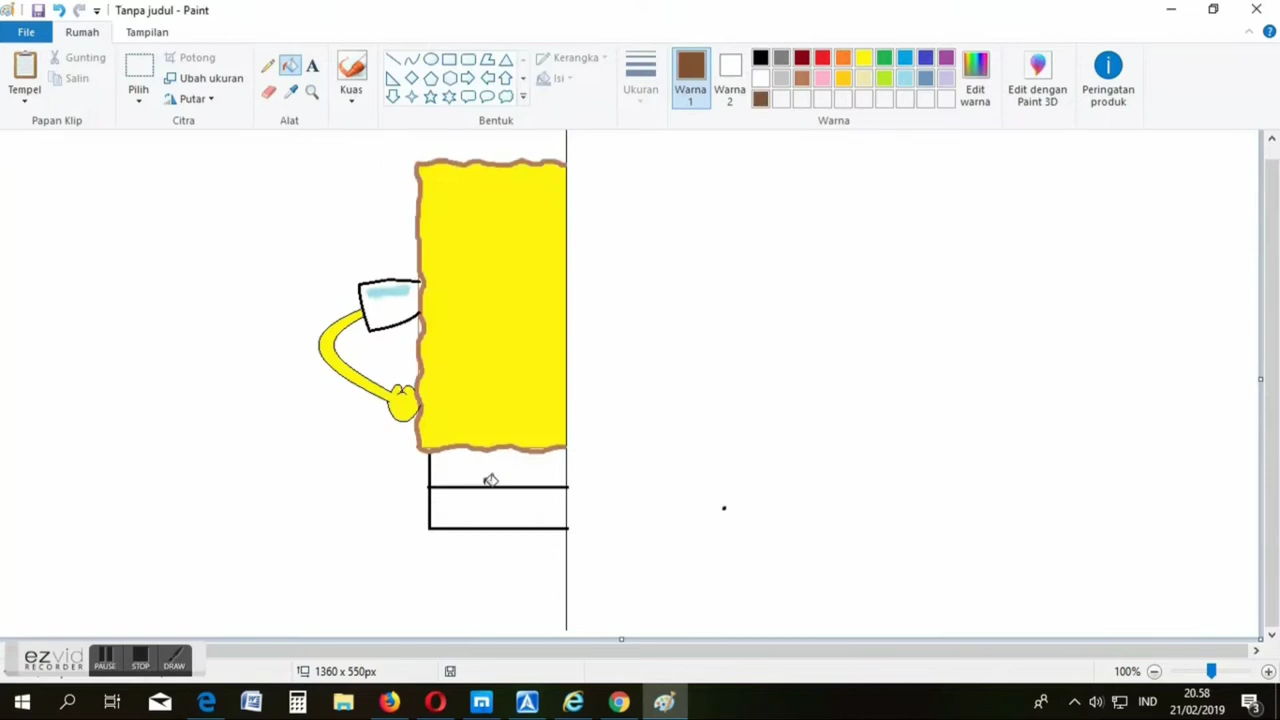 Tanpa judul - Paint
File Rumah Tampilan
Tempel
Gunting
Salin
Papan Klip
Pilih
Potong
Ubah ukuran
Putar
Citra
A
Alat
Kuas
Kerangka
Isi
Bentuk
Ukuran
Warna 1
Warna 2
Edit warna
Warna
Edit dengan Paint 3D
Peringatan produk
ezvid
RECORDER
PAUSE STOP DRAW
1360 x 550px
100%
IND
20.58
21/02/2019
3